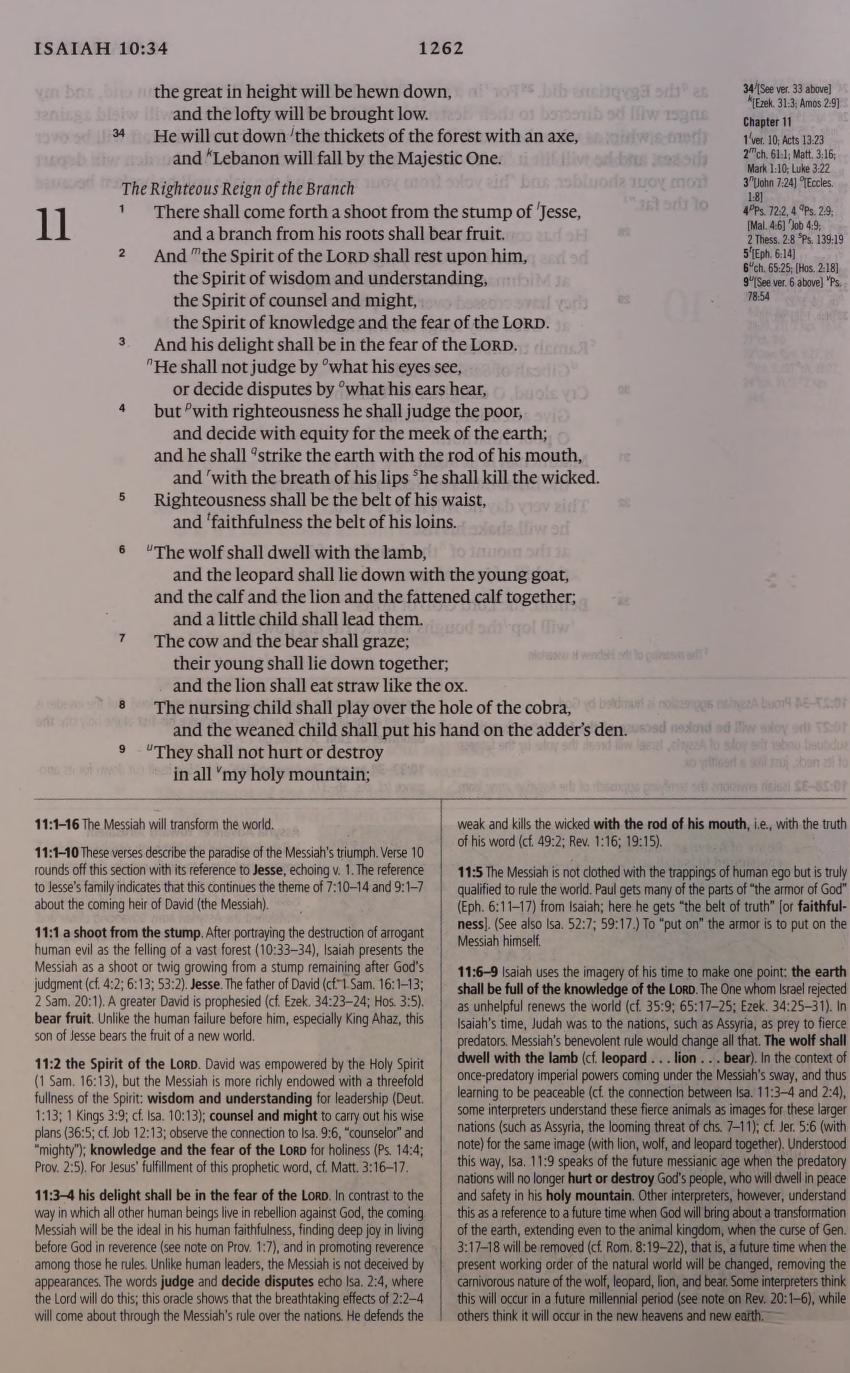 ISAIAH 10:34
1262
the great in height will be hewn down,
and the lofty will be brought low.
34 He will cut down jthe thickets of the forest with an axe,
and kLebanon will fall by the Majestic One.
The Righteous Reign of the Branch
11
1 There shall come forth a shoot from the stump of lJesse,
and a branch from his roots shall bear fruit.
2 And mthe Spirit of the LORD shall rest upon him,
the Spirit of wisdom and understanding,
the Spirit of counsel and might,
the Spirit of knowledge and the fear of the LORD.
3 And his delight shall be in the fear of the LORD.
nHe shall not judge by owhat his eyes see,
or decide disputes by owhat his ears hear,
4 but pwith righteousness he shall judge the poor,
and decide with equity for the meek of the earth;
and he shall qstrike the earth with the rod of his mouth,
and rwith the breath of his lips she shall kill the wicked.
5 Righteousness shall be the belt of his waist,
and tfaithfulness the belt of his loins.
6 uThe wolf shall dwell with the lamb,
and the leopard shall lie down with the young goat,
and the calf and the lion and the fattened calf together;
and a little child shall lead them.
7 The cow and the bear shall graze;
their young shall lie down together;
and the lion shall eat straw like the ox.
8 The nursing child shall play over the hole of the cobra,
and the weaned child shall put his hand on the adder's den.
9 uThey shall not hurt or destroy
in all vmy holy mountain;
34j[See ver. 33 above]
k[Ezek. 31:3; Amos 2:9]
Chapter 11
1lver. 10; Acts 13:23
2mch. 61:1; Matt. 3:16;
Mark 1:10; Luke 3:22
3n[John 7:24] o[Eccles.
1:8]
4pPs. 72:2, 4 qPs. 2:9;
[Mal. 4:6] rJob 4:9;
2 Thess. 2:8 sPs. 139:19
5t[Eph. 6:14]
6uch. 65:25; [Hos. 2:18]
9u[See ver. 6 above] vPs.
78:54
11:1–16 The Messiah will transform the world.
11:1–10 These verses describe the paradise of the Messiah's triumph. Verse 10
rounds off this section with its reference to Jesse, echoing v. 1. The reference
to Jesse's family indicates that this continues the theme of 7:10–14 and 9:1–7
about the coming heir of David (the Messiah).
11:1 a shoot from the stump. After portraying the destruction of arrogant
human evil as the felling of a vast forest (10:33–34), Isaiah presents the
Messiah as a shoot or twig growing from a stump remaining after God's
judgment (cf. 4:2; 6:13; 53:2). Jesse. The father of David (cf. 1 Sam. 16:1–13;
2 Sam. 20:1). A greater David is prophesied (cf. Ezek. 34:23–24; Hos. 3:5).
bear fruit. Unlike the human failure before him, especially King Ahaz, this
son of Jesse bears the fruit of a new world.
11:2 the Spirit of the LORD. David was empowered by the Holy Spirit
(1 Sam. 16:13), but the Messiah is more richly endowed with a threefold
fullness of the Spirit: wisdom and understanding for leadership (Deut.
1:13; 1 Kings 3:9; cf. Isa. 10:13); counsel and might to carry out his wise
plans (36:5; cf. Job 12:13; observe the connection to Isa. 9:6, "counselor" and
"mighty"); knowledge and the fear of the LORD for holiness (Ps. 14:4;
Prov. 2:5). For Jesus' fulfillment of this prophetic word, cf. Matt. 3:16–17.
11:3–4 his delight shall be in the fear of the LORD. In contrast to the
way in which all other human beings live in rebellion against God, the coming
Messiah will be the ideal in his human faithfulness, finding deep joy in living
before God in reverence (see note on Prov. 1:7), and in promoting reverence
among those he rules. Unlike human leaders, the Messiah is not deceived by
appearances. The words judge and decide disputes echo Isa. 2:4, where
the Lord will do this; this oracle shows that the breathtaking effects of 2:2–4
will come about through the Messiah's rule over the nations. He defends the
weak and kills the wicked with the rod of his mouth, i.e., with the truth
of his word (cf. 49:2; Rev. 1:16; 19:15).
11:5 The Messiah is not clothed with the trappings of human ego but is truly
qualified to rule the world. Paul gets many of the parts of "the armor of God"
(Eph. 6:11–17) from Isaiah; here he gets "the belt of truth" [or faithful-
ness]. (See also Isa. 52:7; 59:17.) To "put on" the armor is to put on the
Messiah himself.
11:6–9 Isaiah uses the imagery of his time to make one point: the earth
shall be full of the knowledge of the LORD. The One whom Israel rejected
as unhelpful renews the world (cf. 35:9; 65:17–25; Ezek. 34:25–31). In
Isaiah's time, Judah was to the nations, such as Assyria, as prey to fierce
predators. Messiah's benevolent rule would change all that. The wolf shall
dwell with the lamb (cf. leopard . . . lion . . . bear). In the context of
once-predatory imperial powers coming under the Messiah's sway, and thus
learning to be peaceable (cf. the connection between Isa. 11:3–4 and 2:4),
some interpreters understand these fierce animals as images for these larger
nations (such as Assyria, the looming threat of chs. 7–11); cf. Jer. 5:6 (with
note) for the same image (with lion, wolf, and leopard together). Understood
this way, Isa. 11:9 speaks of the future messianic age when the predatory
nations will no longer hurt or destroy God's people, who will dwell in peace
and safety in his holy mountain. Other interpreters, however, understand
this as a reference to a future time when God will bring about a transformation
of the earth, extending even to the animal kingdom, when the curse of Gen.
3:17–18 will be removed (cf. Rom. 8:19–22), that is, a future time when the
present working order of the natural world will be changed, removing the
carnivorous nature of the wolf, leopard, lion, and bear. Some interpreters think
this will occur in a future millennial period (see note on Rev. 20:1–6), while
others think it will occur in the new heavens and new earth.